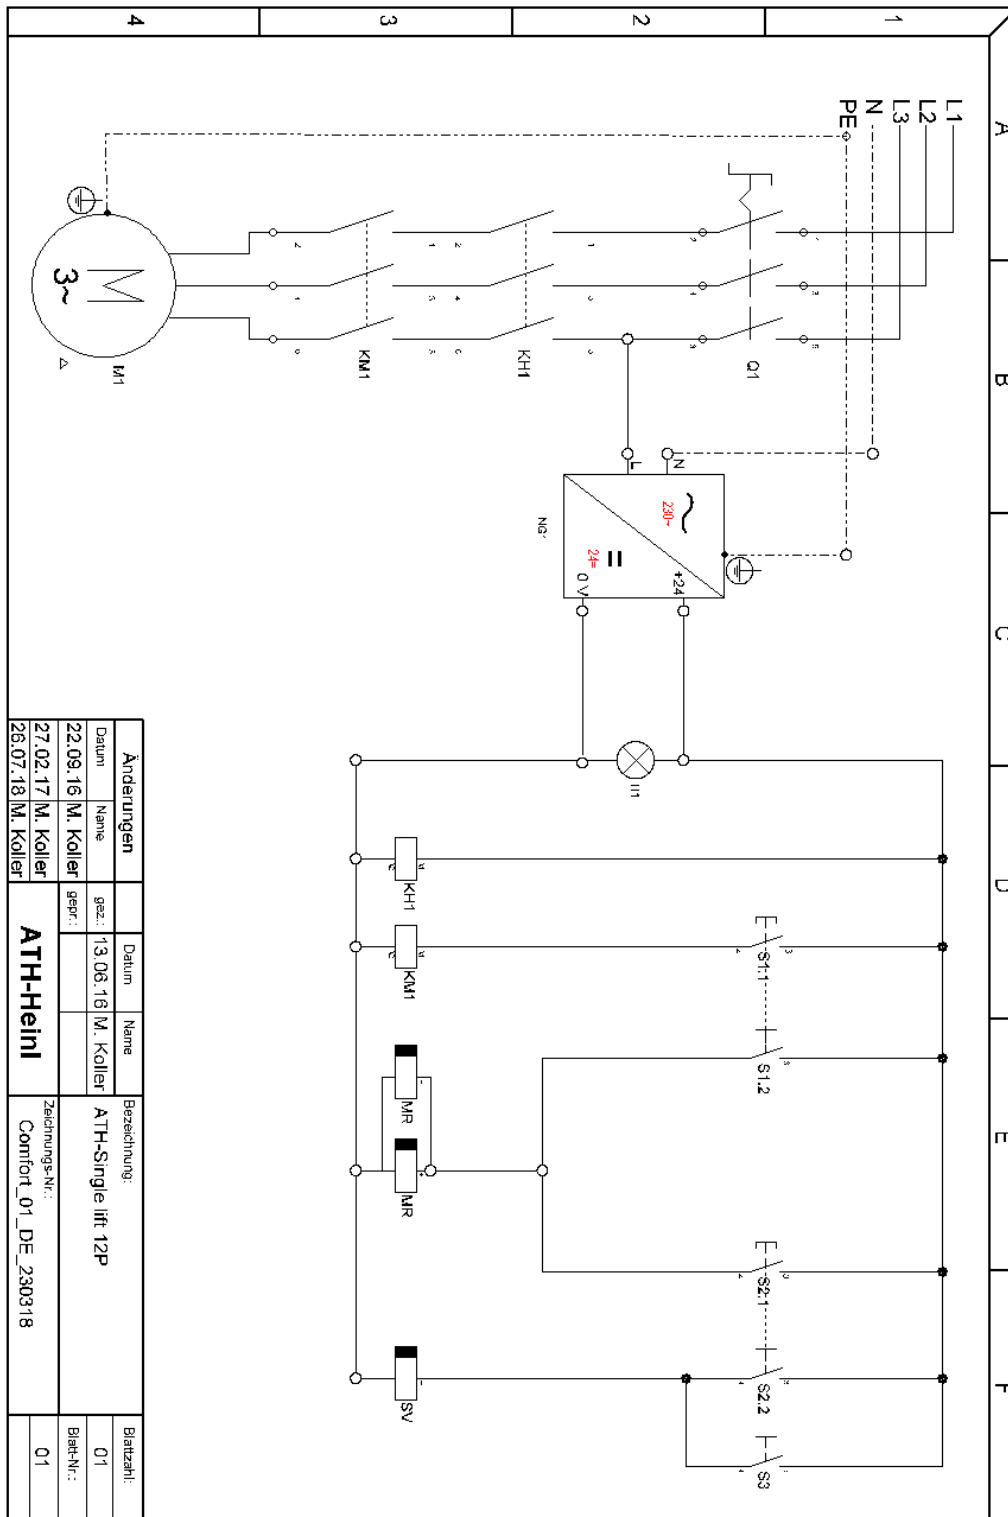 1
2
3
4
A
B
C
D
E
F
L1
L2
L3
N
PE
Q1
KH1
KM1
M
3~
M1
Δ
L
N
230~
24=
0 V
+24
KH1
KM1
S1.1
S1.2
MR
MR
S2.1
S2.2
SV
S3
Änderungen
Datum
Name
22.09.16
M. Koller
27.02.17
M. Koller
26.07.18
M. Koller
Datum
Name
gez.:
13.06.16
M. Koller
gepr.:
ATH-Heinl
Bezeichnung:
ATH-Single lift 12P
Zeichnungs-Nr.:
Comfort_01_DE_230318
Blattzahl:
01
Blatt-Nr.:
01